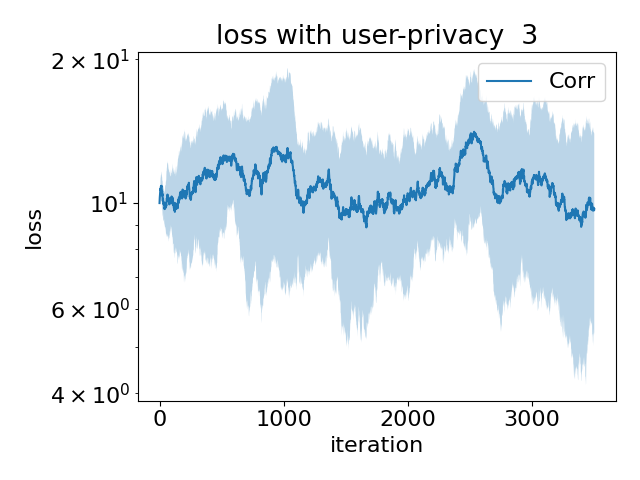 loss with user-privacy  3
Corr
loss
2 × 10¹
10¹
6 × 10⁰
4 × 10⁰
0
1000
2000
3000
iteration